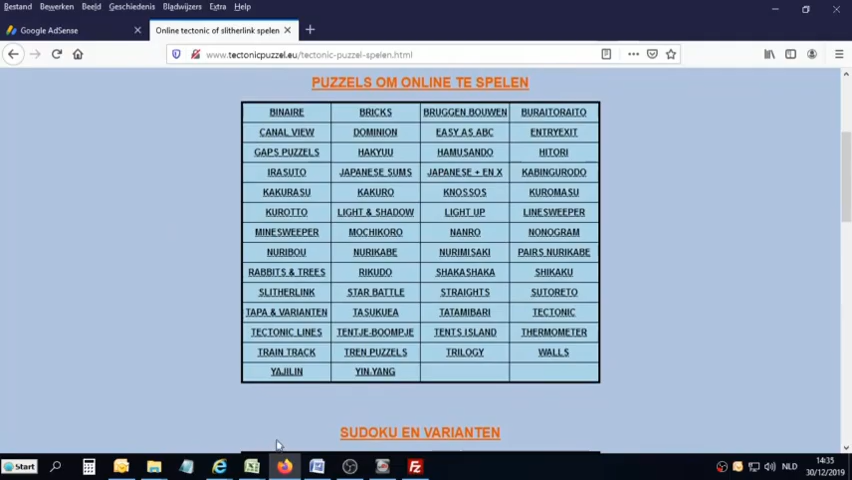 Bestand Bewerken Beeld Geschiedenis Bladwijzers Extra Help
Google AdSense × Online tectonic of slitherlink spelen × +
www.tectonicpuzzel.eu/tectonic-puzzel-spelen.html
PUZZELS OM ONLINE TE SPELEN
BINAIRE BRICKS BRUGGEN BOUWEN BURAITORAITO
CANAL VIEW DOMINION EASY AS ABC ENTRYEXIT
GAPS PUZZELS HAKYUU HAMUSANDO HITORI
IRASUTO JAPANESE SUMS JAPANESE + EN X KABINGURODO
KAKURASU KAKURO KNOSSOS KUROMASU
KUROTTO LIGHT & SHADOW LIGHT UP LINESWEEPER
MINESWEEPER MOCHIKORO NANRO NONOGRAM
NURIBOU NURIKABE NURIMISAKI PAIRS NURIKABE
RABBITS & TREES RIKUDO SHAKASHAKA SHIKAKU
SLITHERLINK STAR BATTLE STRAIGHTS SUTORETO
TAPA & VARIANTEN TASUKUEA TATAMIBARI TECTONIC
TECTONIC LINES TENTJE-BOOMPJE TENTS ISLAND THERMOMETER
TRAIN TRACK TREN PUZZELS TRILOGY WALLS
YAJILIN YIN.YANG
SUDOKU EN VARIANTEN
Start NLD 14:35
30/12/2019